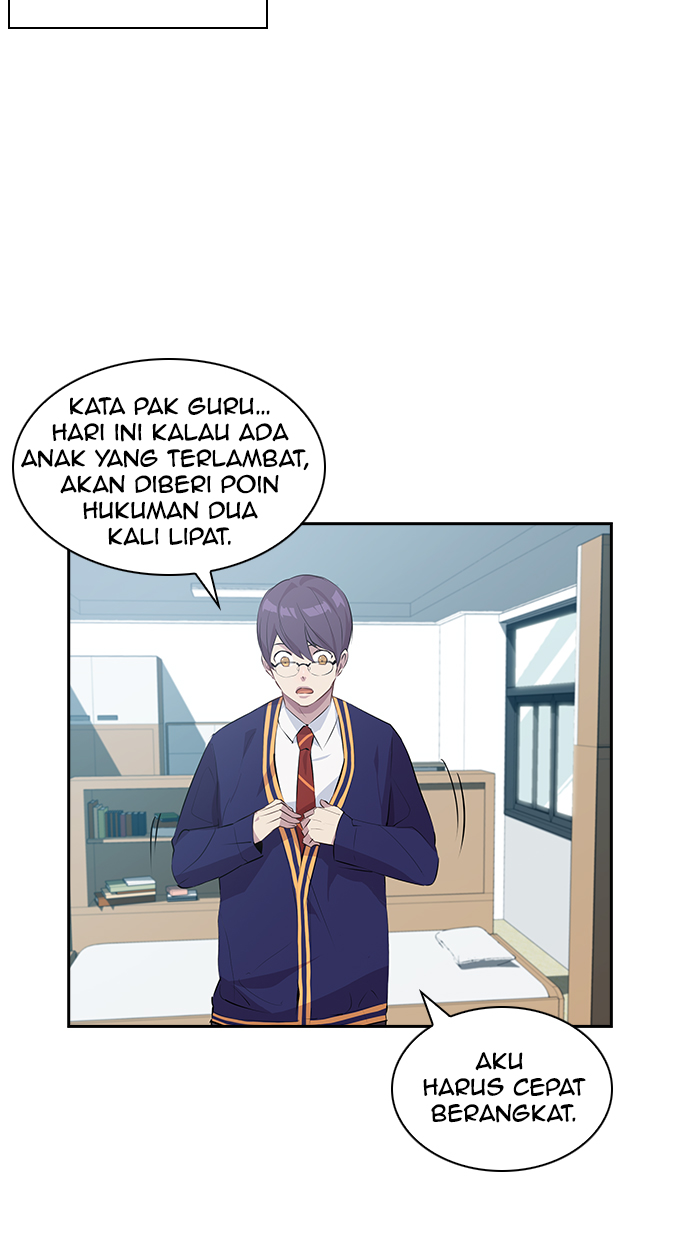 KATA PAK GURU...
HARI INI KALAU ADA
ANAK YANG TERLAMBAT,
AKAN DIBERI POIN
HUKUMAN DUA
KALI LIPAT.
AKU
HARUS CEPAT
BERANGKAT.